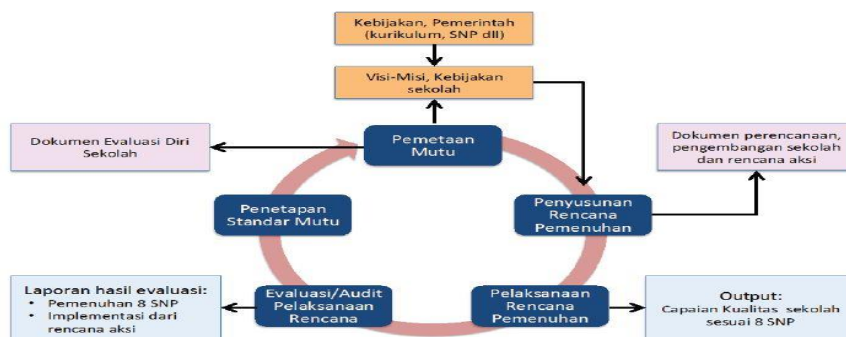 Kebijakan, Pemerintah
(kurikulum, SNP dll)
Visi-Misi, Kebijakan
sekolah
Dokumen Evaluasi Diri
Sekolah
Pemetaan
Mutu
Dokumen perencanaan,
pengembangan sekolah
dan rencana aksi
Penetapan
Standar Mutu
Penyusunan
Rencana
Pemenuhan
Laporan hasil evaluasi:
• Pemenuhan 8 SNP
• Implementasi dari
rencana aksi
Evaluasi/Audit
Pelaksanaan
Rencana
Pelaksanaan
Rencana
Pemenuhan
Output:
Capaian Kualitas sekolah
sesuai 8 SNP